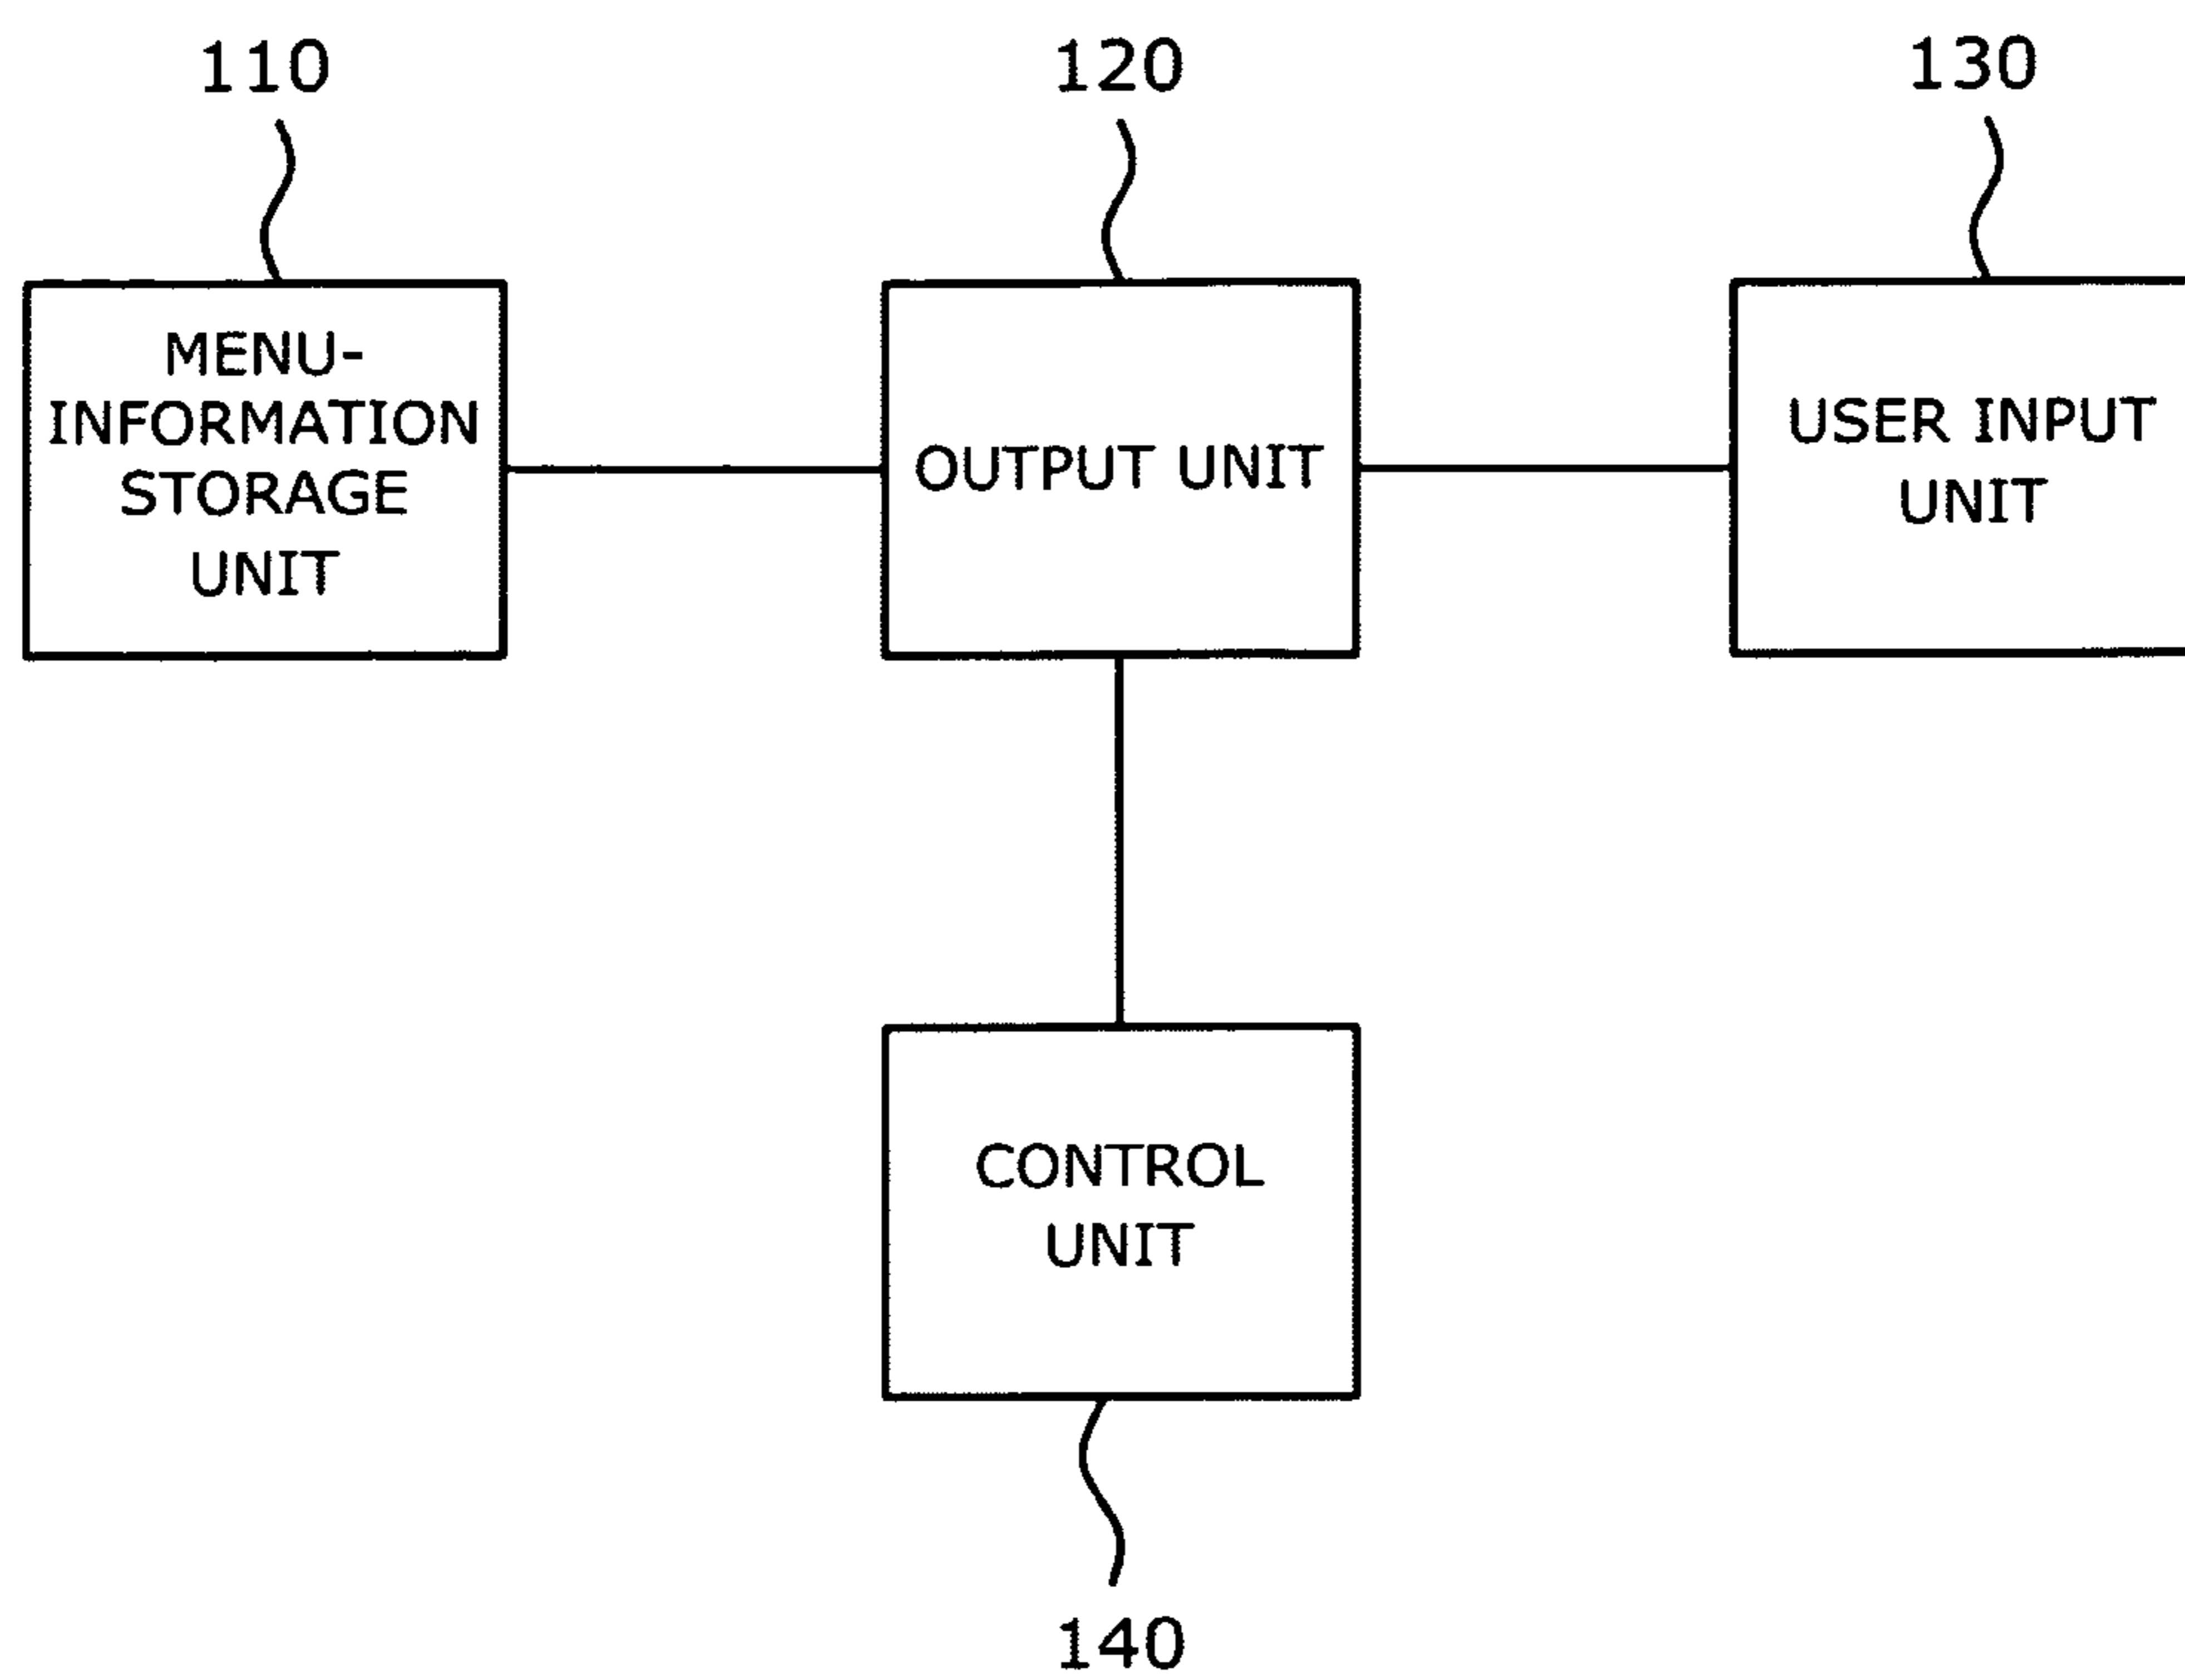 110
120
130
MENU-
INFORMATION
STORAGE
UNIT
OUTPUT UNIT
USER INPUT
UNIT
CONTROL
UNIT
140